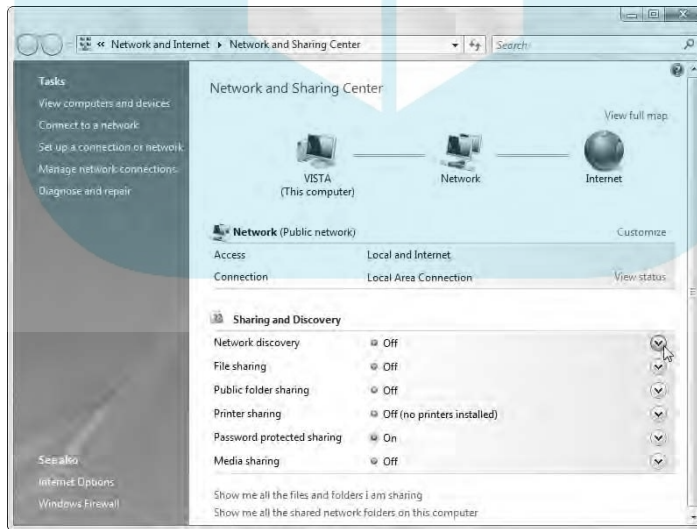 « Network and Internet ▸ Network and Sharing Center
Search
Tasks
View computers and devices
Connect to a network
Set up a connection or network
Manage network connections
Diagnose and repair
See also
Internet Options
Windows Firewall
Network and Sharing Center
View full map
VISTA
(This computer)
Network
Internet
Network (Public network)
Customize
Access Local and Internet
Connection Local Area Connection View status
Sharing and Discovery
Network discovery Off
File sharing Off
Public folder sharing Off
Printer sharing Off (no printers installed)
Password protected sharing On
Media sharing Off
Show me all the files and folders I am sharing
Show me all the shared network folders on this computer